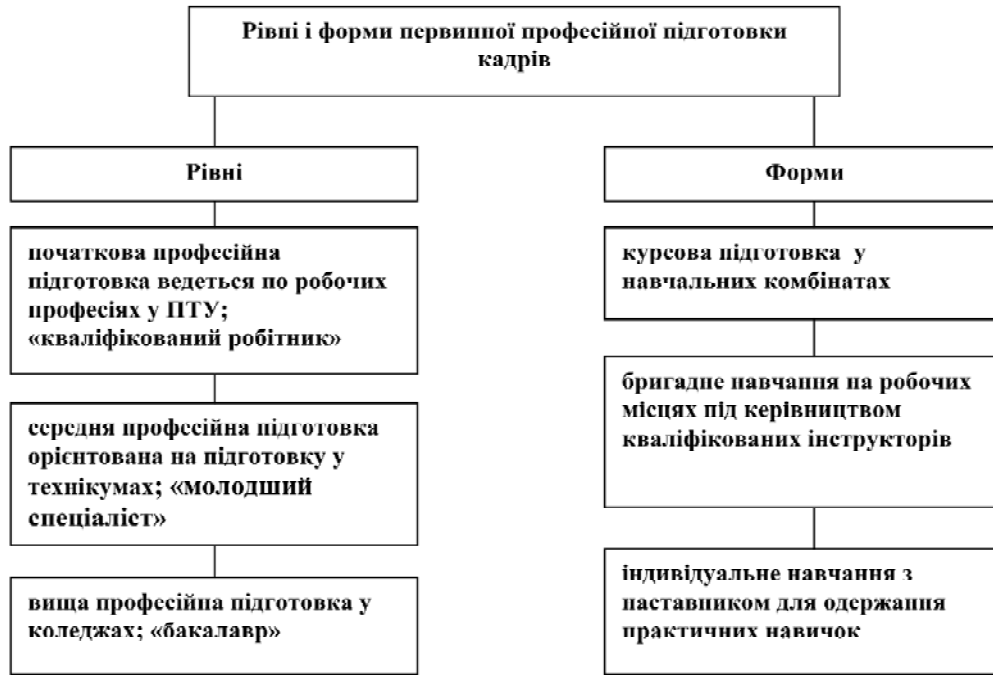 Рівні і форми первинної професійної підготовки
кадрів
Рівні
початкова професійна
підготовка ведеться по робочих
професіях у ПТУ;
«кваліфікований робітник»
середня професійна підготовка
орієнтована на підготовку у
технікумах; «молодший
спеціаліст»
вища професійна підготовка у
коледжах; «бакалавр»
Форми
курсова підготовка у
навчальних комбінатах
бригадне навчання на робочих
місцях під керівництвом
кваліфікованих інструкторів
індивідуальне навчання з
наставником для одержання
практичних навичок